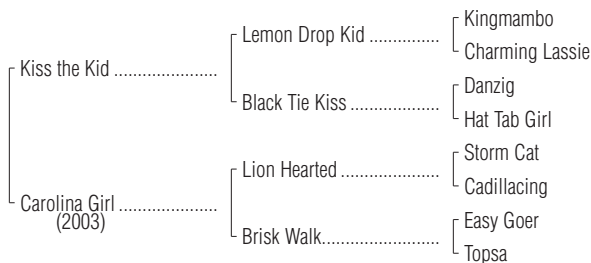 Kingmambo
Lemon Drop Kid ................
Charming Lassie
Kiss the Kid ......................
Danzig
Black Tie Kiss ...................
Hat Tab Girl
Storm Cat
Lion Hearted .....................
Cadillacing
Carolina Girl .....................
(2003)
Easy Goer
Brisk Walk.........................
Topsa